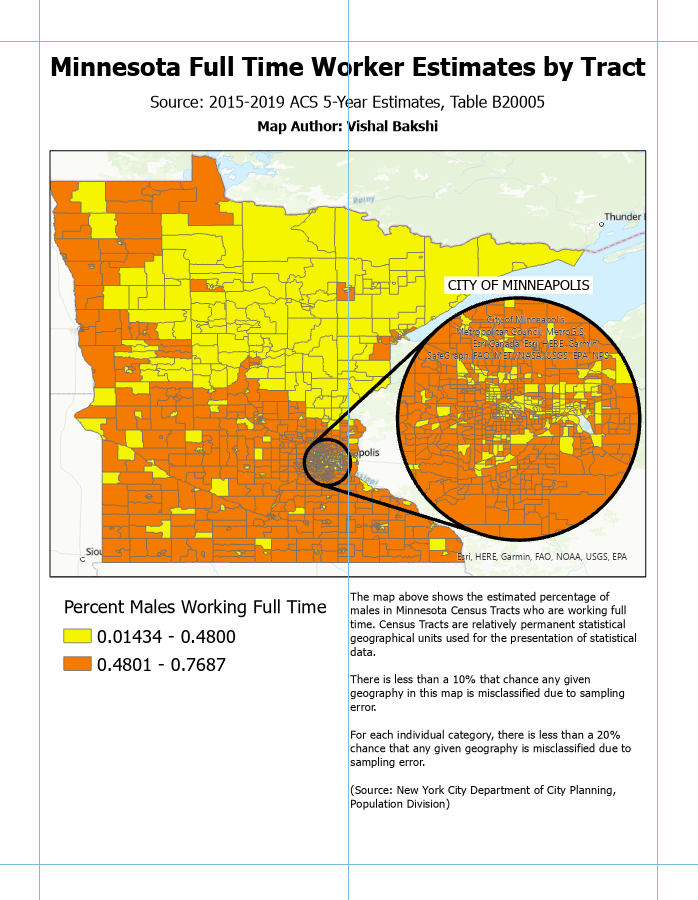 Minnesota Full Time Worker Estimates by Tract
Source: 2015-2019 ACS 5-Year Estimates, Table B20005
Map Author: Vishal Bakshi
Rainy
Thunder
CITY OF MINNEAPOLIS
City of Minneapolis,
Metropolitan Council, MetroGIS,
Esri Canada, Esri, HERE, Garmin,
SafeGraph, FAO, METI/NASA, USGS, EPA, NPS
polis
Siou
Esri, HERE, Garmin, FAO, NOAA, USGS, EPA
Percent Males Working Full Time
0.01434 - 0.4800
0.4801 - 0.7687
The map above shows the estimated percentage of
males in Minnesota Census Tracts who are working full
time. Census Tracts are relatively permanent statistical
geographical units used for the presentation of statistical
data.
There is less than a 10% that chance any given
geography in this map is misclassified due to sampling
error.
For each individual category, there is less than a 20%
chance that any given geography is misclassified due to
sampling error.
(Source: New York City Department of City Planning,
Population Division)